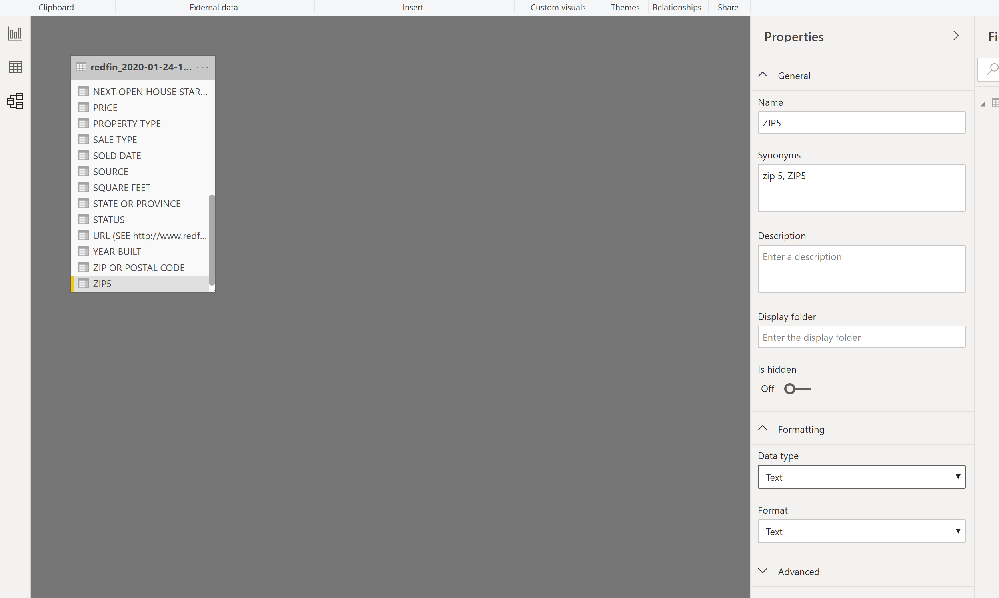 Clipboard
External data
Insert
Custom visuals
Themes
Relationships
Share
redfin_2020-01-24-1... ...
NEXT OPEN HOUSE STAR...
PRICE
PROPERTY TYPE
SALE TYPE
SOLD DATE
SOURCE
SQUARE FEET
STATE OR PROVINCE
STATUS
URL (SEE http://www.redf...
YEAR BUILT
ZIP OR POSTAL CODE
ZIP5
Properties
General
Name
ZIP5
Synonyms
zip 5, ZIP5
Description
Enter a description
Display folder
Enter the display folder
Is hidden
Off
Formatting
Data type
Text
Format
Text
Advanced